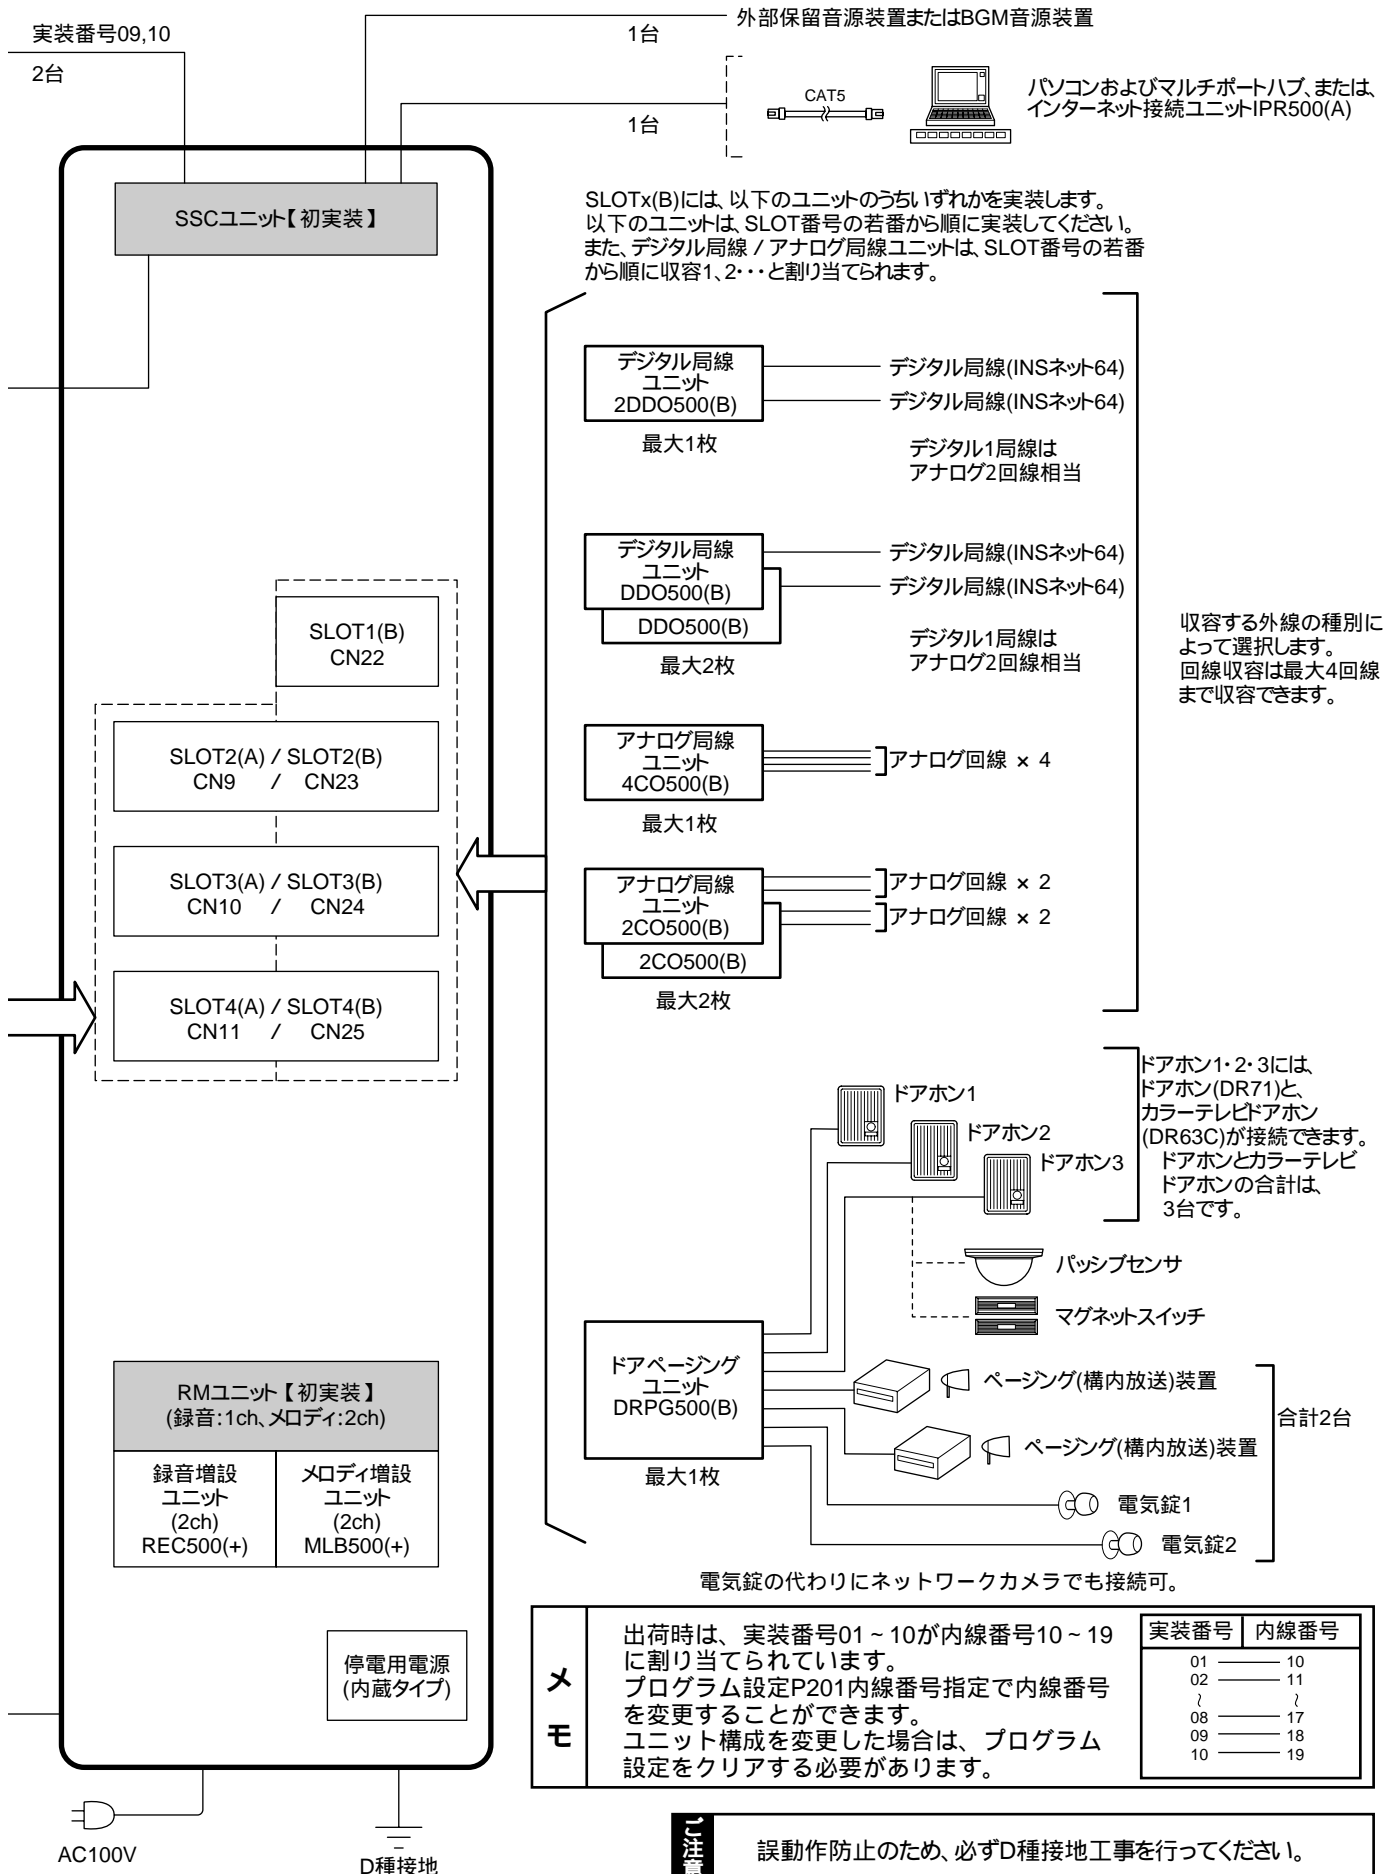 実装番号09,10
2台
1台
外部保留音源装置またはBGM音源装置
1台
CAT5
パソコンおよびマルチポートハブ、または、
インターネット接続ユニットIPR500(A)
SSCユニット【初実装】
SLOTx(B)には、以下のユニットのうちいずれかを実装します。
以下のユニットは、SLOT番号の若番から順に実装してください。
また、デジタル局線 / アナログ局線ユニットは、SLOT番号の若番
から順に収容1、2・・・と割り当てられます。
デジタル局線
ユニット
2DDO500(B)
最大1枚
デジタル局線(INSネット64)
デジタル局線(INSネット64)
デジタル1局線は
アナログ2回線相当
デジタル局線
ユニット
DDO500(B)
DDO500(B)
最大2枚
デジタル局線(INSネット64)
デジタル局線(INSネット64)
デジタル1局線は
アナログ2回線相当
収容する外線の種別に
よって選択します。
回線収容は最大4回線
まで収容できます。
SLOT1(B)
CN22
SLOT2(A) / SLOT2(B)
CN9 / CN23
SLOT3(A) / SLOT3(B)
CN10 / CN24
SLOT4(A) / SLOT4(B)
CN11 / CN25
アナログ局線
ユニット
4CO500(B)
最大1枚
アナログ回線 × 4
アナログ局線
ユニット
2CO500(B)
2CO500(B)
最大2枚
アナログ回線 × 2
アナログ回線 × 2
ドアホン1
ドアホン2
ドアホン3
ドアホン1・2・3には、
ドアホン(DR71)と、
カラーテレビドアホン
(DR63C)が接続できます。
ドアホンとカラーテレビ
ドアホンの合計は、
3台です。
パッシブセンサ
マグネットスイッチ
ドアページング
ユニット
DRPG500(B)
最大1枚
ページング(構内放送)装置
ページング(構内放送)装置
電気錠1
電気錠2
合計2台
電気錠の代わりにネットワークカメラでも接続可。
RMユニット【初実装】
(録音:1ch、メロディ:2ch)
録音増設
ユニット
(2ch)
REC500(+)
メロディ増設
ユニット
(2ch)
MLB500(+)
停電用電源
(内蔵タイプ)
メモ
出荷時は、実装番号01~10が内線番号10~19
に割り当てられています。
プログラム設定P201内線番号指定で内線番号
を変更することができます。
ユニット構成を変更した場合は、プログラム
設定をクリアする必要があります。
実装番号 内線番号
01 10
02 11
~ ~
08 17
09 18
10 19
AC100V
D種接地
ご注意
誤動作防止のため、必ずD種接地工事を行ってください。